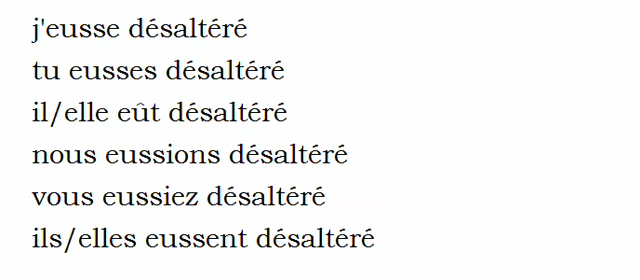 j'eusse désaltéré
tu eusses désaltéré
il/elle eût désaltéré
nous eussions désaltéré
vous eussiez désaltéré
ils/elles eussent désaltéré